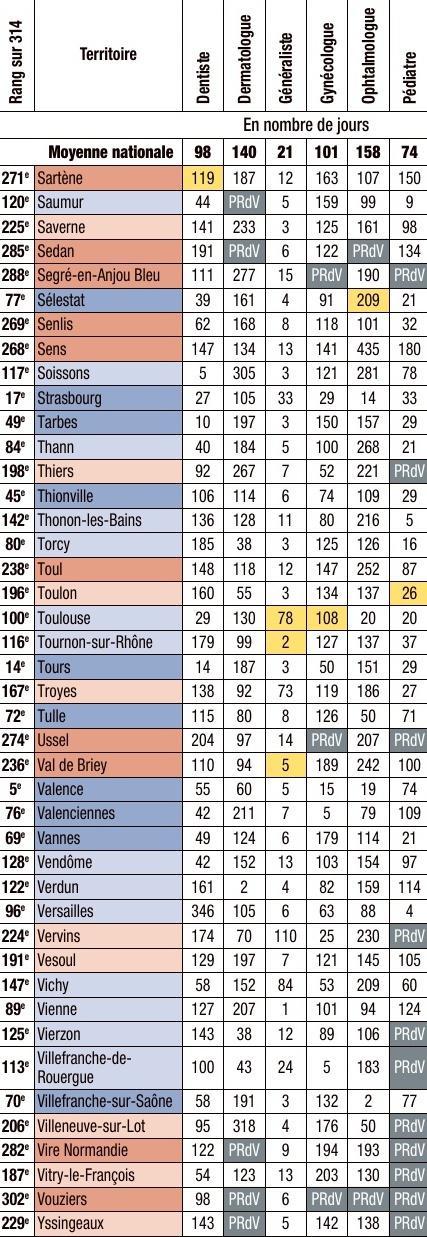 Rang sur 314 Territoire Dentiste Dermatologue Généraliste Gynécologue Ophtalmologue Pédiatre
En nombre de jours
Moyenne nationale 98 140 21 101 158 74
271e Sartène 119 187 12 163 107 150
120e Saumur 44 PRdV 5 159 99 9
225e Saverne 141 233 3 125 161 98
285e Sedan 191 PRdV 6 122 PRdV 134
288e Segré-en-Anjou Bleu 111 277 15 PRdV 190 PRdV
77e Sélestat 39 161 4 91 209 21
269e Senlis 62 168 8 118 101 32
268e Sens 147 134 13 141 435 180
117e Soissons 5 305 3 121 281 78
17e Strasbourg 27 105 33 29 14 33
49e Tarbes 10 197 3 150 157 29
84e Thann 40 184 5 100 268 21
198e Thiers 92 267 7 52 221 PRdV
45e Thionville 106 114 6 74 109 29
142e Thonon-les-Bains 136 128 11 80 216 5
80e Torcy 185 38 3 125 126 16
238e Toul 148 118 12 147 252 87
196e Toulon 160 55 3 134 137 26
100e Toulouse 29 130 78 108 20 20
116e Tournon-sur-Rhône 179 99 2 127 137 37
14e Tours 14 187 3 50 151 29
167e Troyes 138 92 73 119 186 27
72e Tulle 115 80 8 126 50 71
274e Ussel 204 97 14 PRdV 207 PRdV
236e Val de Briey 110 94 5 189 242 100
5e Valence 55 60 5 15 19 74
76e Valenciennes 42 211 7 5 79 109
69e Vannes 49 124 6 179 114 21
128e Vendôme 42 152 13 103 154 97
122e Verdun 161 2 4 82 159 114
96e Versailles 346 105 6 63 88 4
224e Vervins 174 70 110 25 230 PRdV
191e Vesoul 129 197 7 121 145 105
147e Vichy 58 152 84 53 209 60
89e Vienne 127 207 1 101 94 124
125e Vierzon 143 38 12 89 106 PRdV
113e Villefranche-de-
Rouergue 100 43 24 5 183 PRdV
70e Villefranche-sur-Saône 58 191 3 132 2 77
206e Villeneuve-sur-Lot 95 318 4 176 50 PRdV
282e Vire Normandie 122 PRdV 9 194 193 PRdV
187e Vitry-le-François 54 123 13 203 130 PRdV
302e Vouziers 98 PRdV 6 PRdV PRdV PRdV
229e Yssingeaux 143 PRdV 5 142 138 PRdV